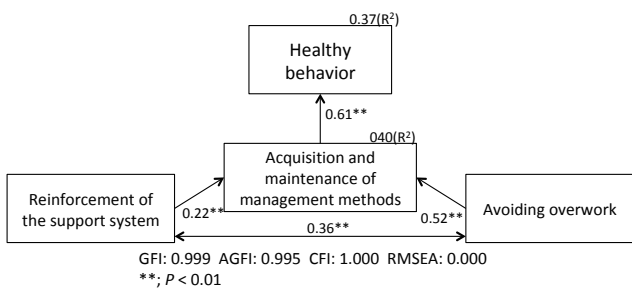 0.37(R²)
Healthy
behavior
0.61**
040(R²)
Acquisition and
maintenance of
management methods
Reinforcement of
the support system
Avoiding overwork
0.22**
0.52**
0.36**
GFI: 0.999 AGFI: 0.995 CFI: 1.000 RMSEA: 0.000
**; P < 0.01